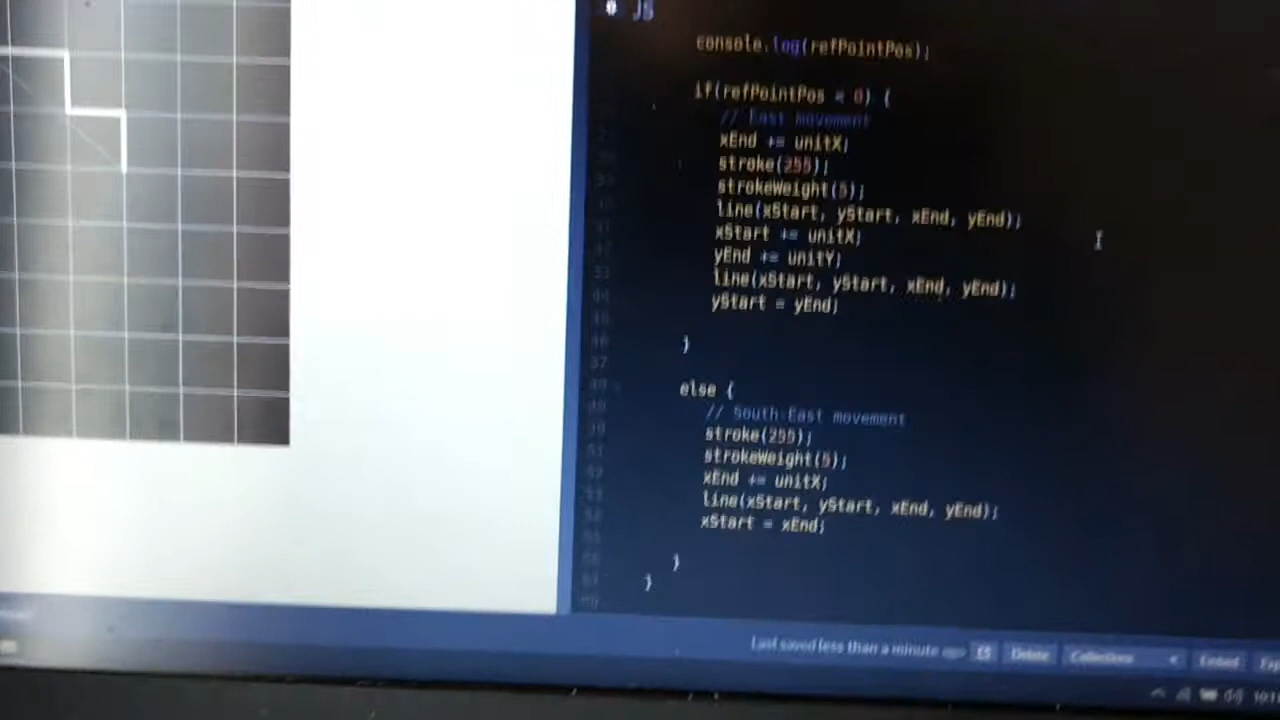 JS
console.log(refPointPos);
if(refPointPos < 0) {
// East movement
xEnd += unitX;
stroke(255);
strokeWeight(5);
line(xStart, yStart, xEnd, yEnd);
xStart += unitX;
yEnd += unitY;
line(xStart, yStart, xEnd, yEnd);
yStart = yEnd;
}
else {
// South-East movement
stroke(255);
strokeWeight(5);
xEnd += unitX;
line(xStart, yStart, xEnd, yEnd);
xStart = xEnd;
}
}
Last saved less than a minute ago Delete Collections Embed